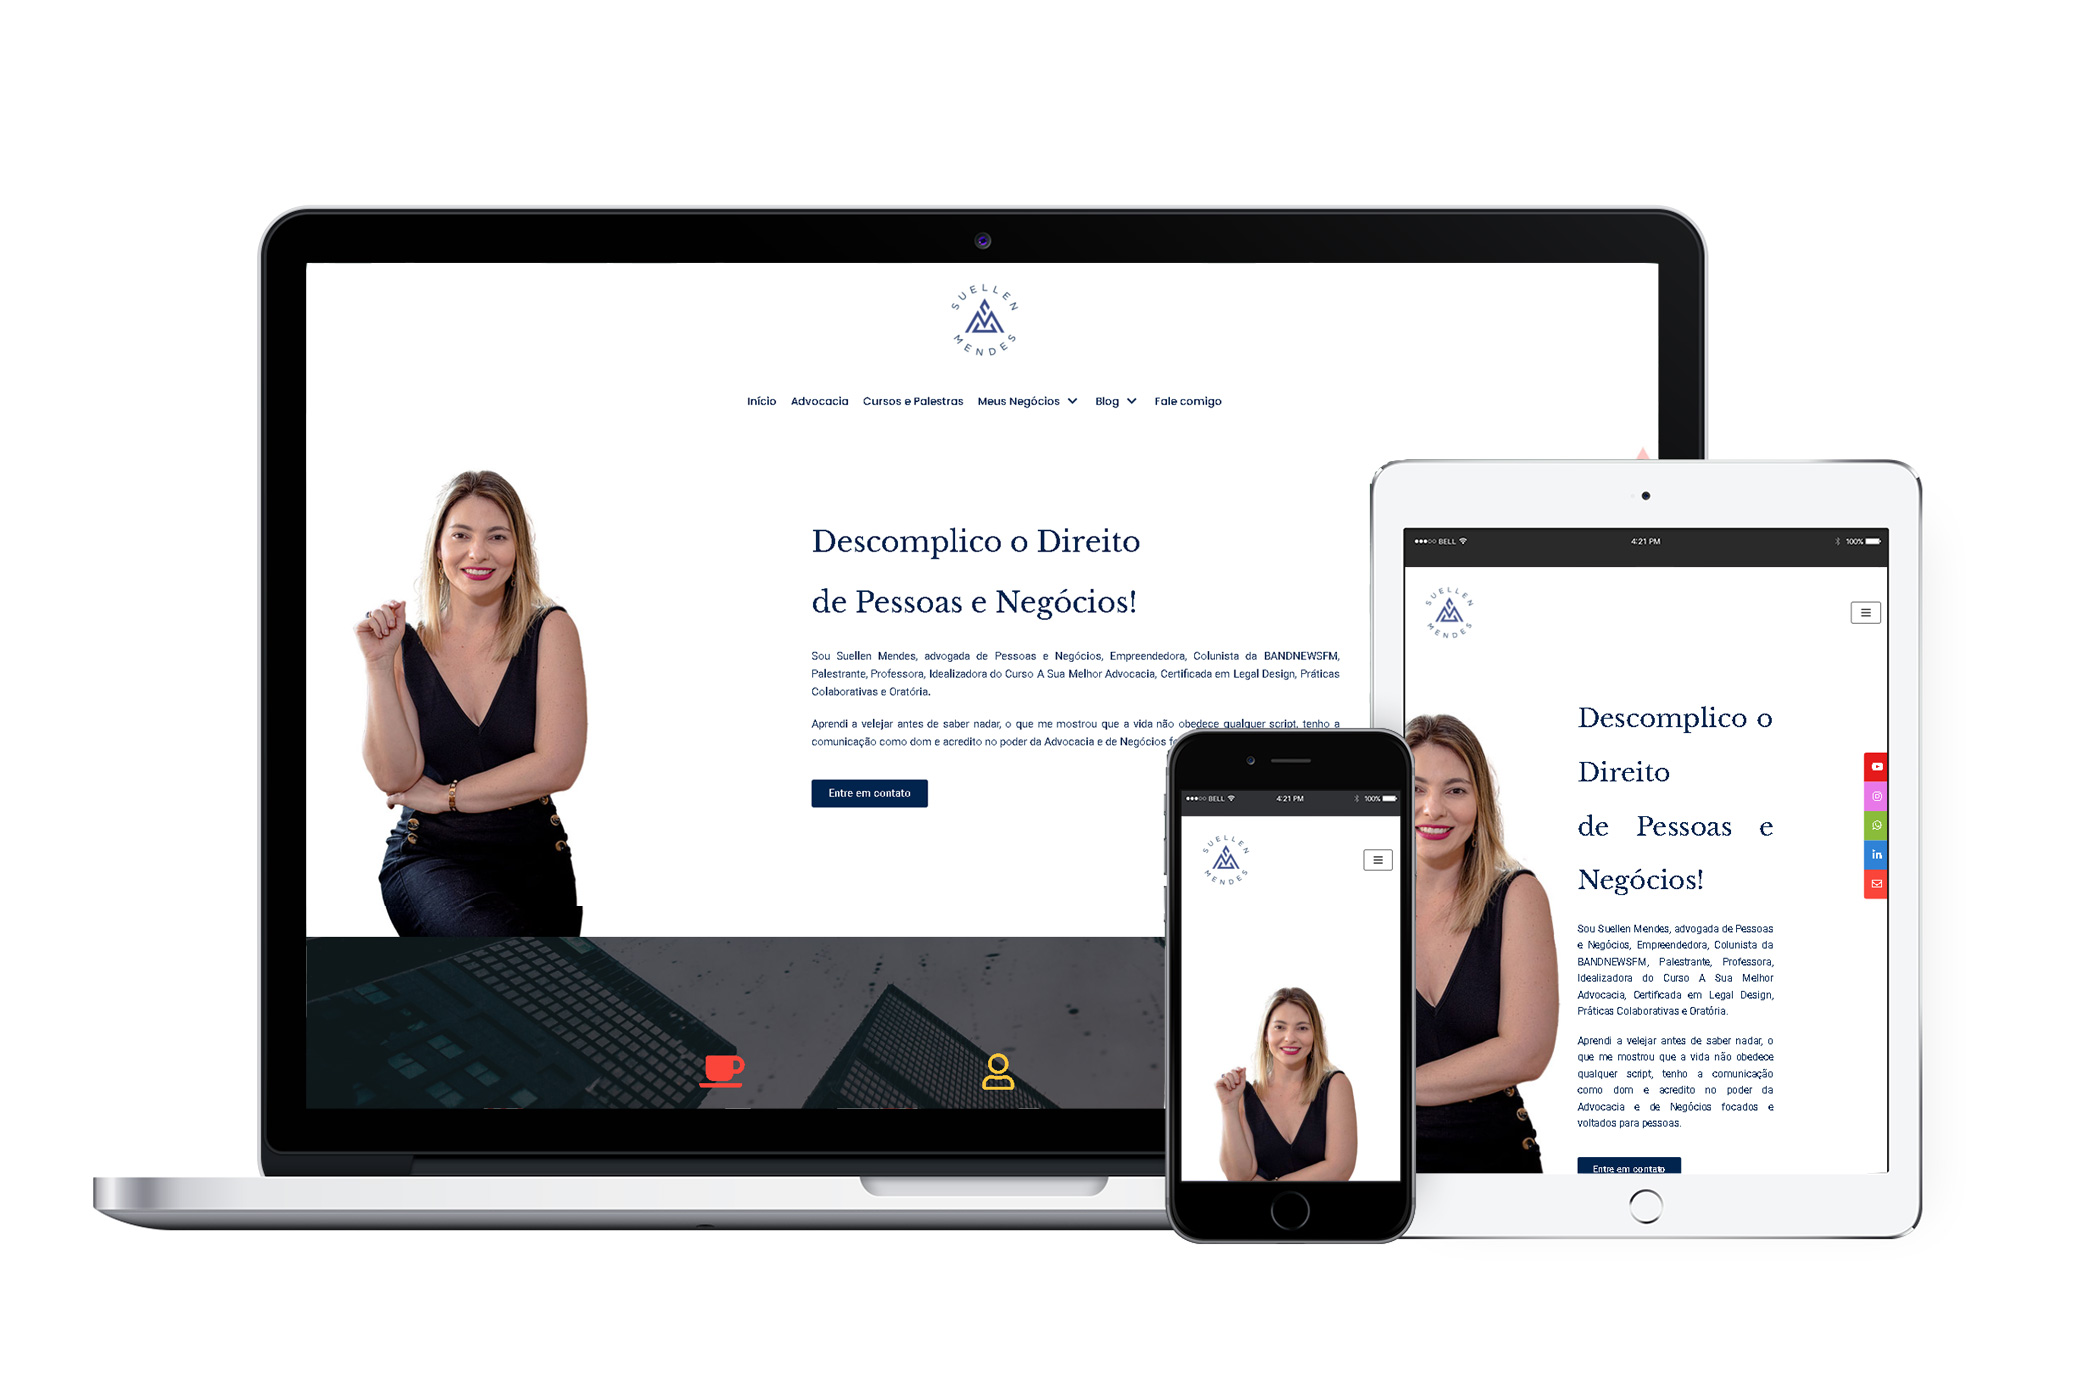 SUELLEN
MENDES
Início Advocacia Cursos e Palestras Meus Negócios Blog Fale comigo
Descomplico o Direito
de Pessoas e Negócios!
Sou Suellen Mendes, advogada de Pessoas e Negócios, Empreendedora, Colunista da BANDNEWSFM,
Palestrante, Professora, Idealizadora do Curso A Sua Melhor Advocacia, Certificada em Legal Design, Práticas
Colaborativas e Oratória.
Aprendi a velejar antes de saber nadar, o que me mostrou que a vida não obedece qualquer script, tenho a
comunicação como dom e acredito no poder da Advocacia e de Negócios
Entre em contato
BELL 4:21 PM 100%
SUELLEN
MENDES
BELL 4:21 PM 100%
SUELLEN
MENDES
Descomplico o
Direito
de Pessoas e
Negócios!
Sou Suellen Mendes, advogada de Pessoas
e Negócios, Empreendedora, Colunista da
BANDNEWSFM, Palestrante, Professora,
Idealizadora do Curso A Sua Melhor
Advocacia, Certificada em Legal Design,
Práticas Colaborativas e Oratória.
Aprendi a velejar antes de saber nadar, o
que me mostrou que a vida não obedece
qualquer script, tenho a comunicação
como dom e acredito no poder da
Advocacia e de Negócios focados e
voltados para pessoas.
Entre em contato
in